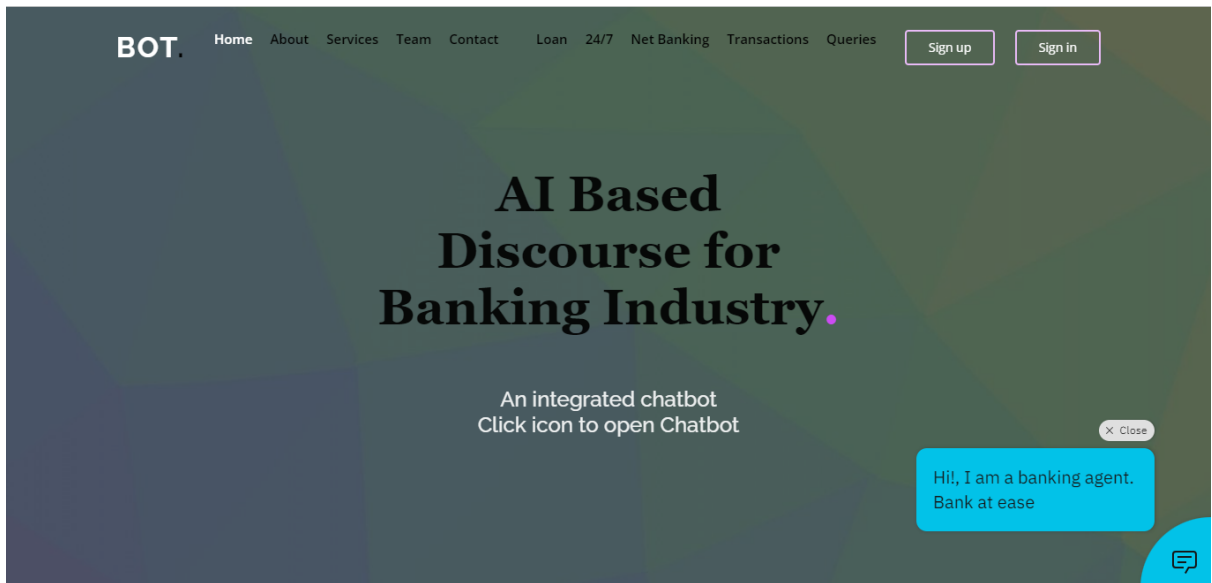 BOT. Home About Services Team Contact Loan 24/7 Net Banking Transactions Queries Sign up Sign in
AI Based
Discourse for
Banking Industry.
An integrated chatbot
Click icon to open Chatbot
× Close
Hi!, I am a banking agent.
Bank at ease